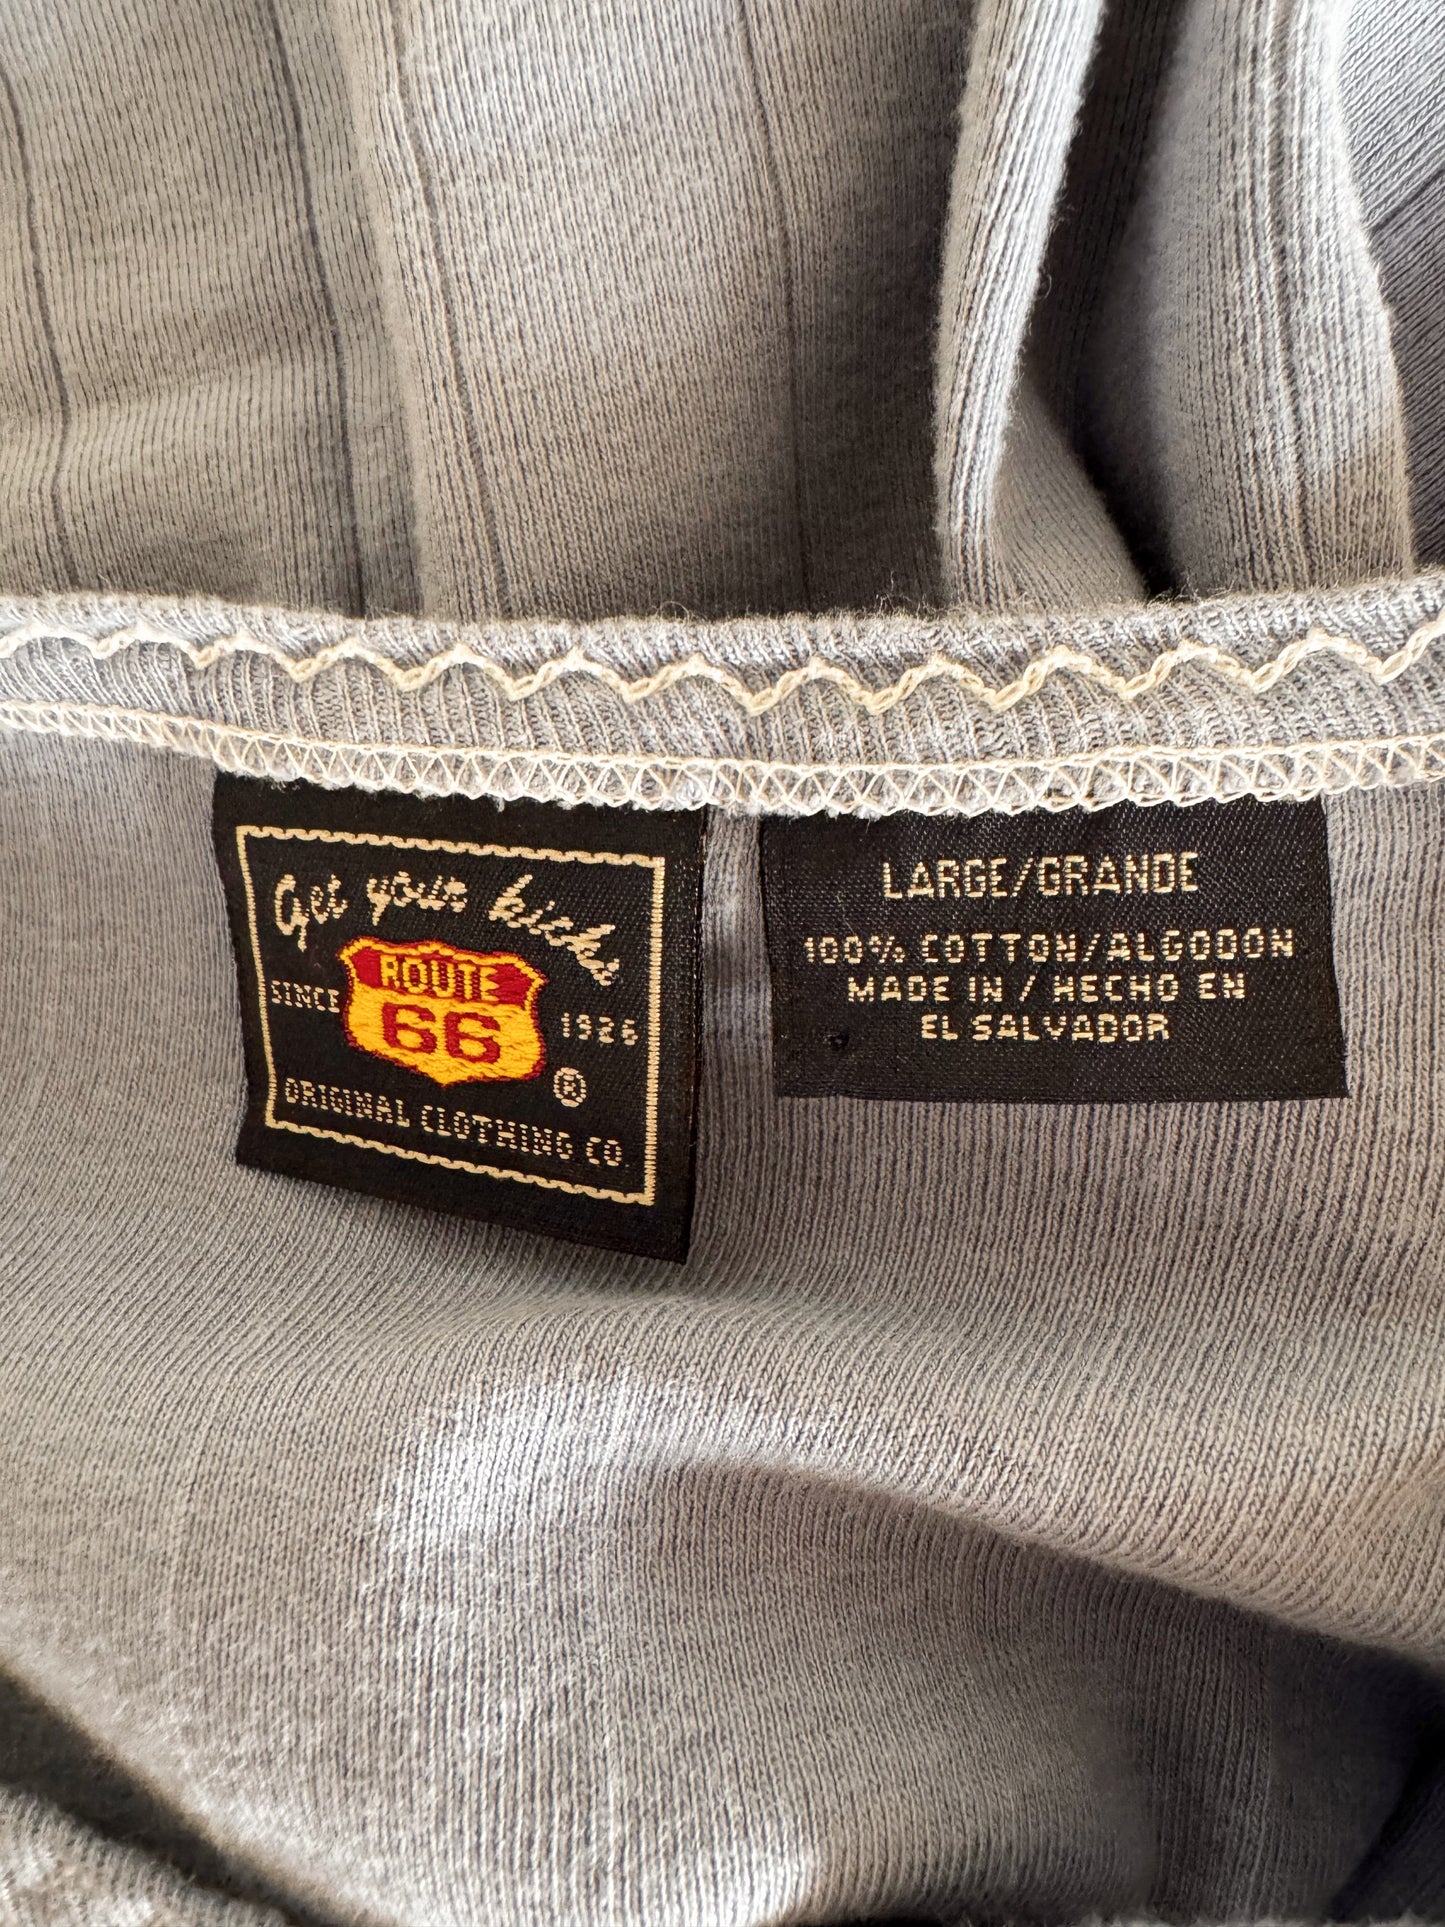 Get your kicks
ROUTE
SINCE 66 1926
®
ORIGINAL CLOTHING CO.
LARGE/GRANDE
100% COTTON/ALGODON
MADE IN / HECHO EN
EL SALVADOR